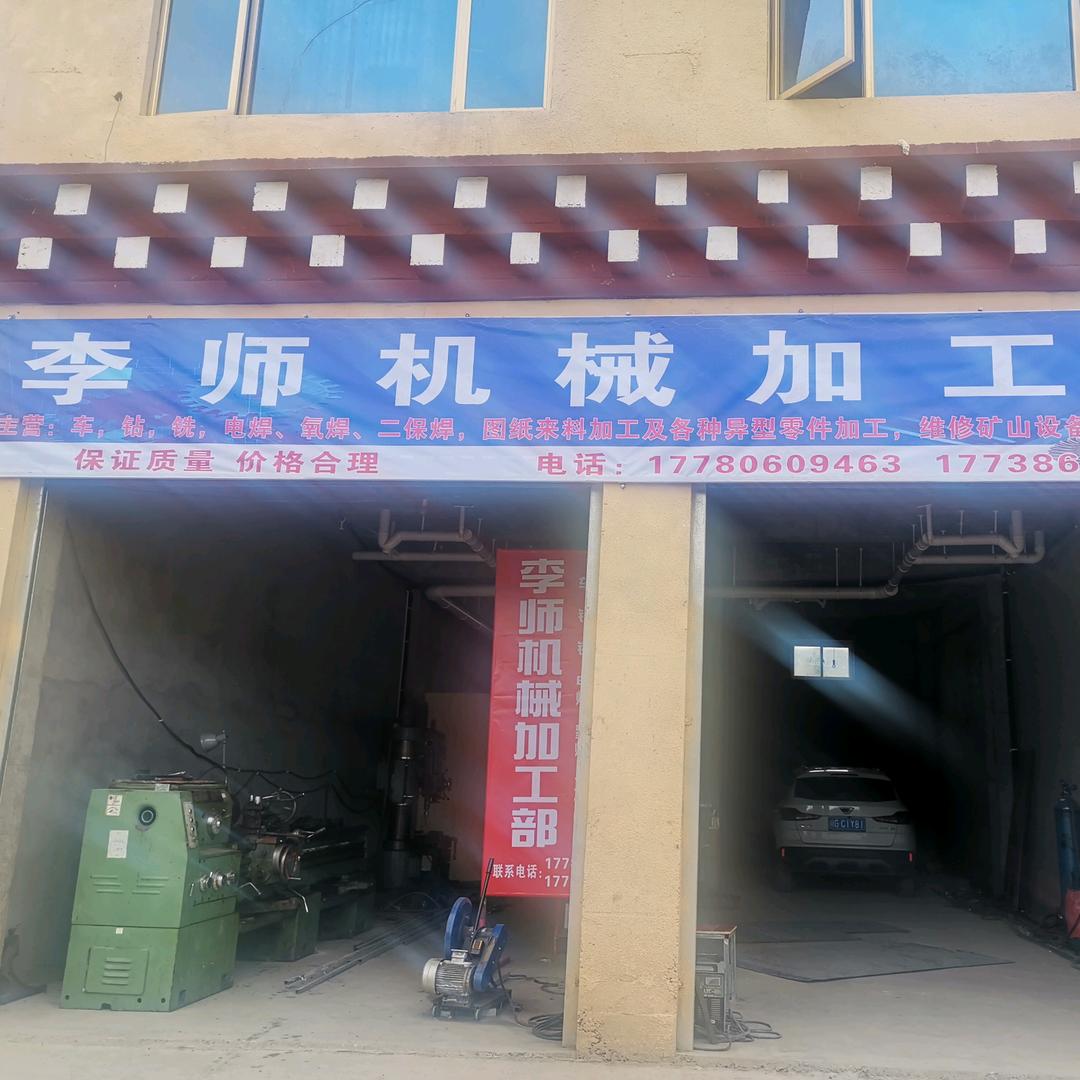 李师机械加工
主营：车，钻，铣，电焊、氧焊、二保焊，图纸来料加工及各种异型零件加工，维修矿山设备
保证质量 价格合理
电话：17780609463 177386
李师机械加工部
联系电话：177
177
GC1Y81